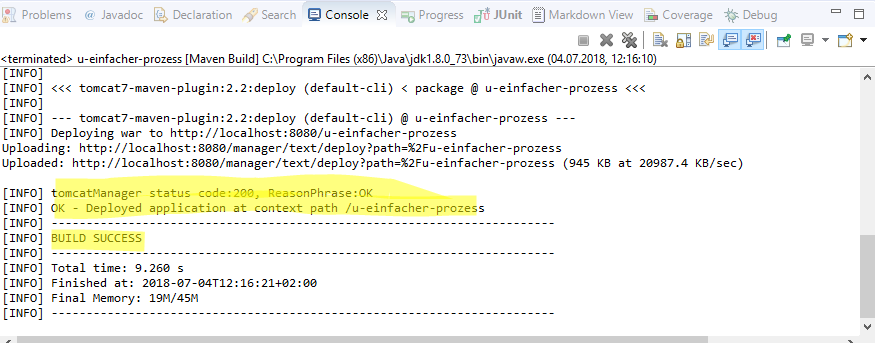 Problems @ Javadoc Declaration Search Console Progress JUnit Markdown View Coverage Debug
<terminated> u-einfacher-prozess [Maven Build] C:\Program Files (x86)\Java\jdk1.8.0_73\bin\javaw.exe (04.07.2018, 12:16:10)
[INFO]
[INFO] <<< tomcat7-maven-plugin:2.2:deploy (default-cli) < package @ u-einfacher-prozess <<<
[INFO]
[INFO] --- tomcat7-maven-plugin:2.2:deploy (default-cli) @ u-einfacher-prozess ---
[INFO] Deploying war to http://localhost:8080/u-einfacher-prozess
Uploading: http://localhost:8080/manager/text/deploy?path=%2Fu-einfacher-prozess
Uploaded: http://localhost:8080/manager/text/deploy?path=%2Fu-einfacher-prozess (945 KB at 20987.4 KB/sec)
[INFO] tomcatManager status code:200, ReasonPhrase:OK
[INFO] OK - Deployed application at context path /u-einfacher-prozess
[INFO] ------------------------------------------------------------------------
[INFO] BUILD SUCCESS
[INFO] ------------------------------------------------------------------------
[INFO] Total time: 9.260 s
[INFO] Finished at: 2018-07-04T12:16:21+02:00
[INFO] Final Memory: 19M/45M
[INFO] ------------------------------------------------------------------------